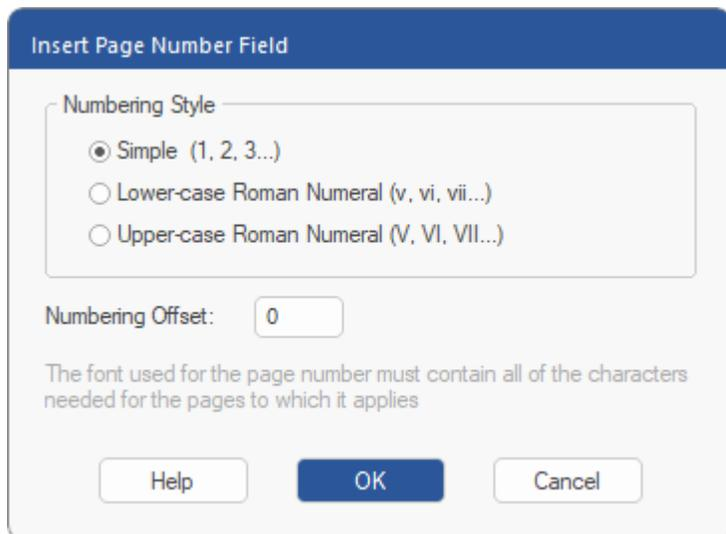 Insert Page Number Field
Numbering Style
Simple (1, 2, 3...)
Lower-case Roman Numeral (v, vi, vii...)
Upper-case Roman Numeral (V, VI, VII...)
Numbering Offset: 0
The font used for the page number must contain all of the characters
needed for the pages to which it applies
Help OK Cancel